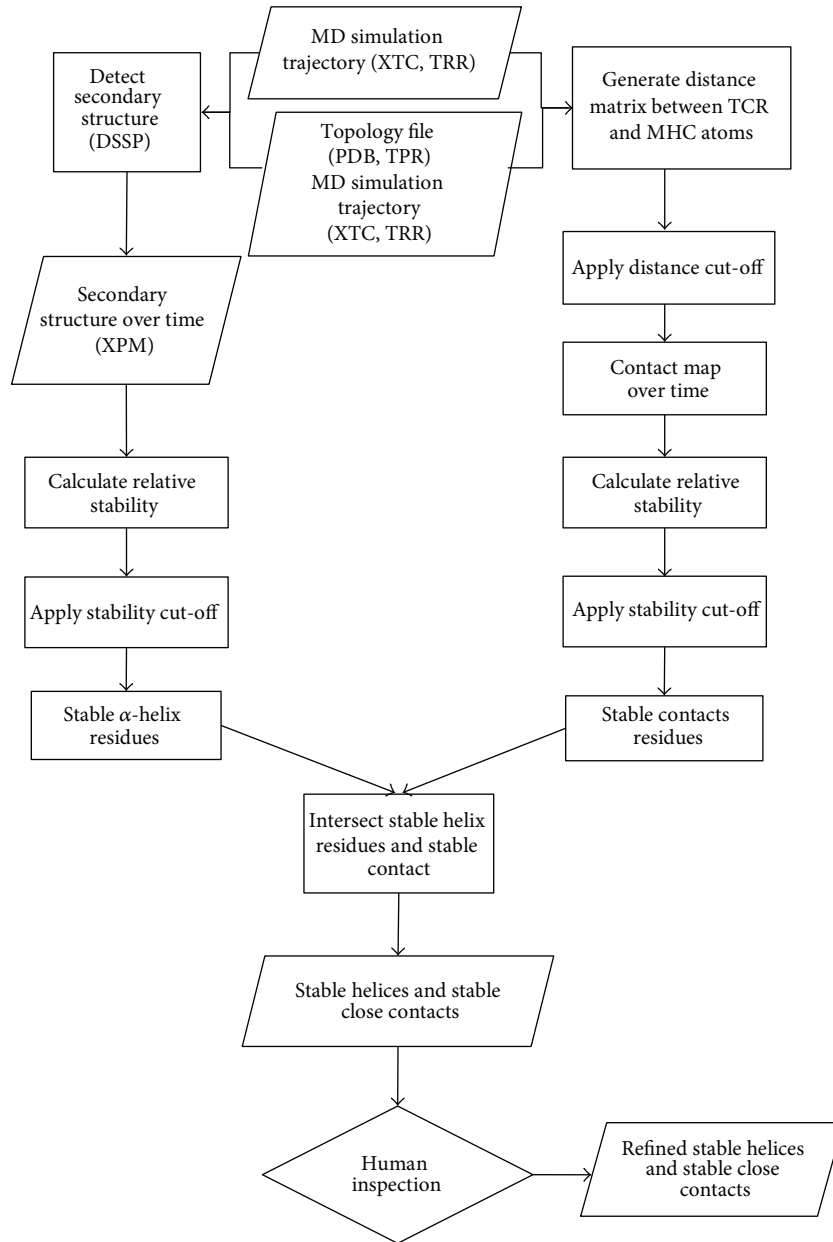 MD simulation
trajectory (XTC, TRR)
Detect
secondary
structure
(DSSP)
Generate distance
matrix between TCR
and MHC atoms
Topology file
(PDB, TPR)
MD simulation
trajectory
(XTC, TRR)
Apply distance cut-off
Secondary
structure over time
(XPM)
Contact map
over time
Calculate relative
stability
Calculate relative
stability
Apply stability cut-off
Apply stability cut-off
Stable α-helix
residues
Stable contacts
residues
Intersect stable helix
residues and stable
contact
Stable helices and stable
close contacts
Human
inspection
Refined stable helices
and stable close
contacts